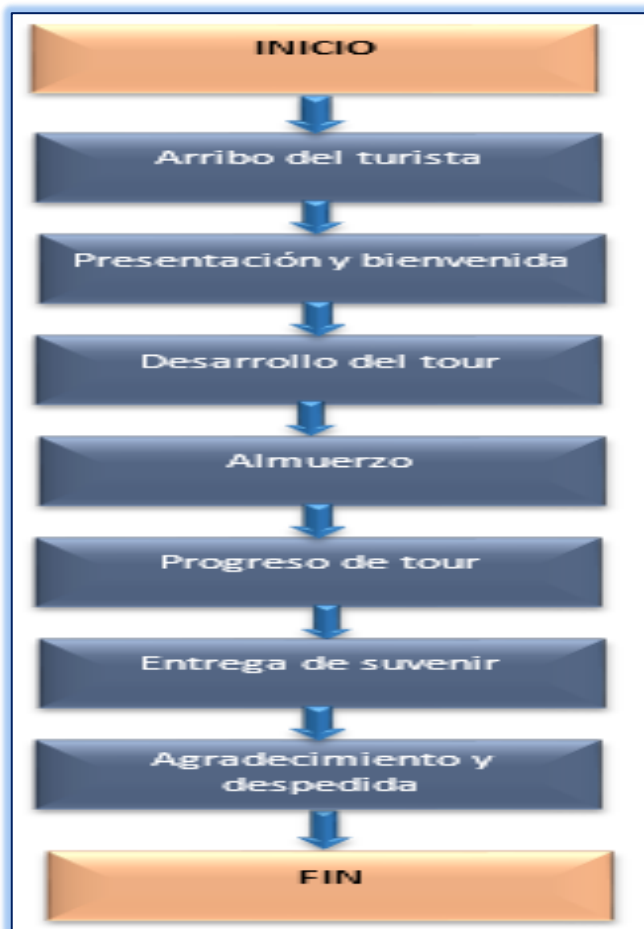 INICIO
Arribo del turista
Presentación y bienvenida
Desarrollo del tour
Almuerzo
Progreso de tour
Entrega de suvenir
Agradecimiento y
despedida
FIN